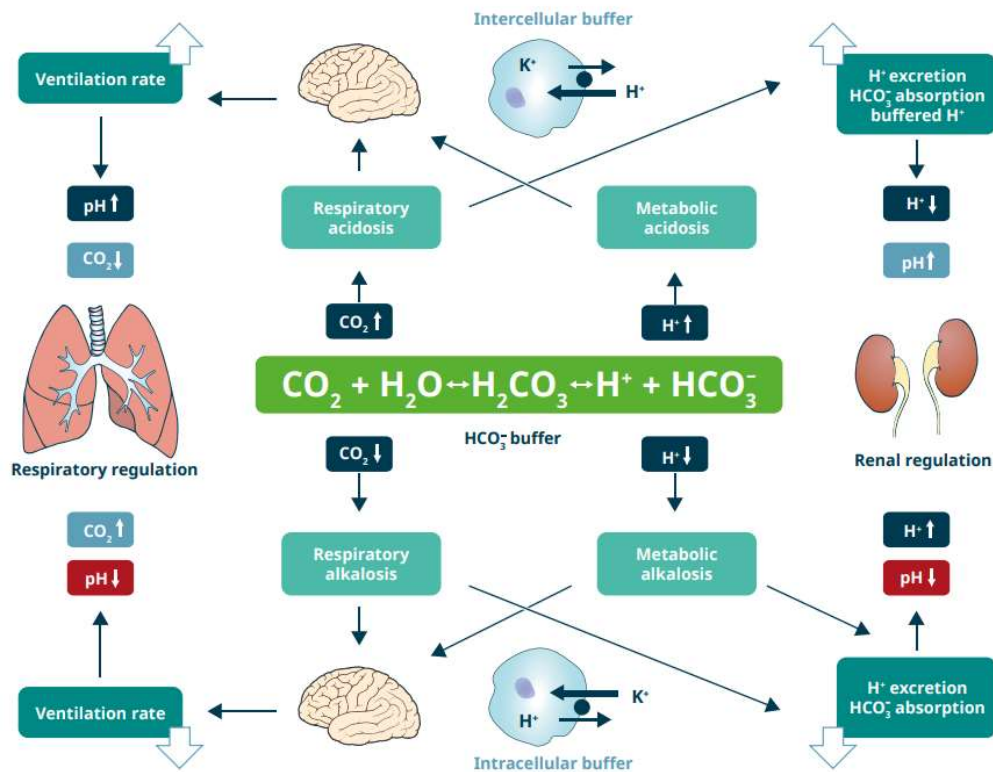 Intercellular buffer
Ventilation rate
K⁺
H⁺
H⁺ excretion
HCO₃⁻ absorption
buffered H⁺
pH ↑
CO₂ ↓
Respiratory
acidosis
Metabolic
acidosis
H⁺ ↓
pH ↑
CO₂ ↑
H⁺ ↑
CO₂ + H₂O ↔ H₂CO₃ ↔ H⁺ + HCO₃⁻
HCO₃⁻ buffer
Respiratory regulation
CO₂ ↓
H⁺ ↓
Renal regulation
CO₂ ↑
pH ↓
Respiratory
alkalosis
Metabolic
alkalosis
H⁺ ↑
pH ↓
Ventilation rate
K⁺
H⁺
H⁺ excretion
HCO₃⁻ absorption
Intracellular buffer